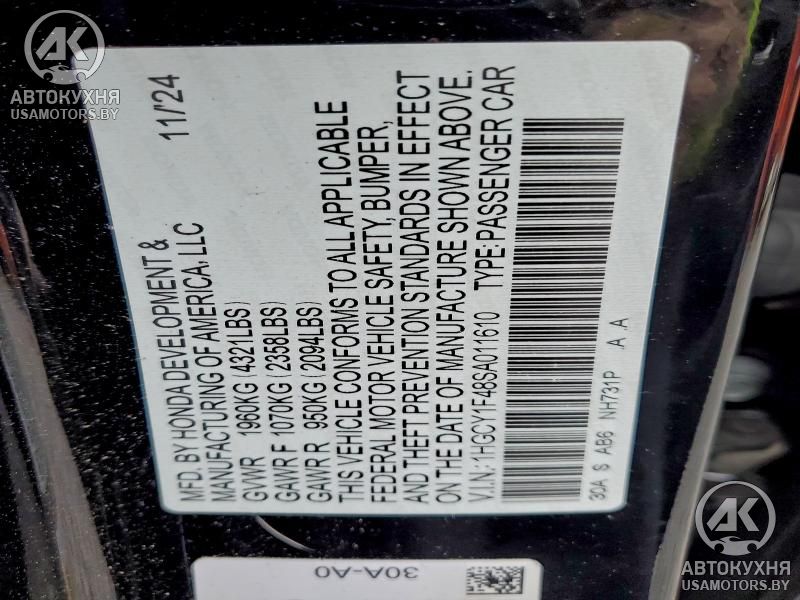 AK
АВТОКУХНЯ
USAMOTORS.BY
MFD. BY HONDA DEVELOPMENT & 11/'24
MANUFACTURING OF AMERICA, LLC
GVWR 1960KG (4321LBS)
GAWR F 1070KG (2358LBS)
GAWR R 950KG (2094LBS)
THIS VEHICLE CONFORMS TO ALL APPLICABLE
FEDERAL MOTOR VEHICLE SAFETY, BUMPER,
AND THEFT PREVENTION STANDARDS IN EFFECT
ON THE DATE OF MANUFACTURE SHOWN ABOVE.
V.I.N.: 1HGCY1F48SA011610 TYPE:PASSENGER CAR
30A S AB6 NH731P A A
30A-A0
AK
АВТОКУХНЯ
USAMOTORS.BY